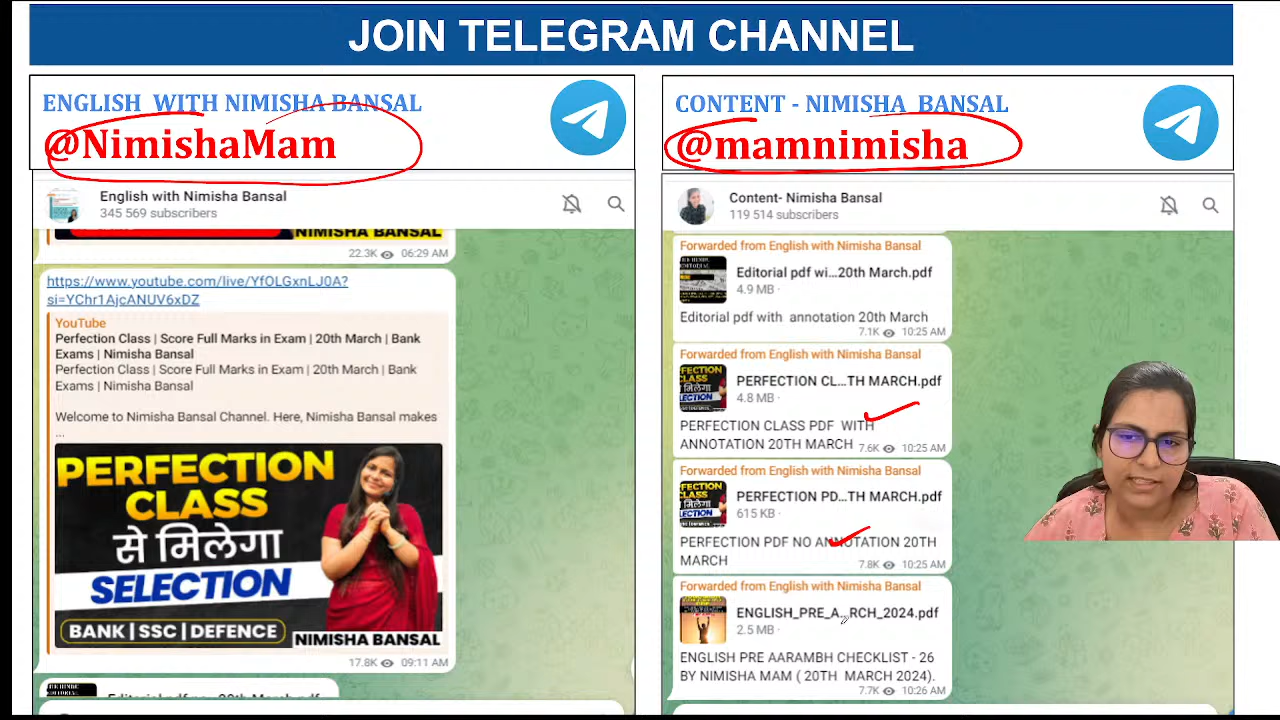 JOIN TELEGRAM CHANNEL
ENGLISH WITH NIMISHA BANSAL
@NimishaMam
English with Nimisha Bansal
345 569 subscribers
NIMISHA BANSAL
22.3K 06:29 AM
https://www.youtube.com/live/YfOLGxnLJ0A?
si=YChr1AjcANUV6xDZ
YouTube
Perfection Class | Score Full Marks in Exam | 20th March | Bank
Exams | Nimisha Bansal
Perfection Class | Score Full Marks in Exam | 20th March | Bank
Exams | Nimisha Bansal
Welcome to Nimisha Bansal Channel. Here, Nimisha Bansal makes
...
PERFECTION
CLASS
से मिलेगा
SELECTION
BANK | SSC | DEFENCE
NIMISHA BANSAL
17.8K 09:11 AM
CONTENT - NIMISHA BANSAL
@mamnimisha
Content- Nimisha Bansal
119 514 subscribers
Forwarded from English with Nimisha Bansal
Editorial pdf wi...20th March.pdf
4.9 MB
Editorial pdf with annotation 20th March
7.1K 10:25 AM
Forwarded from English with Nimisha Bansal
PERFECTION CL...TH MARCH.pdf
4.8 MB
PERFECTION CLASS PDF WITH
ANNOTATION 20TH MARCH
7.6K 10:25 AM
Forwarded from English with Nimisha Bansal
PERFECTION PD...TH MARCH.pdf
615 KB
PERFECTION PDF NO ANNOTATION 20TH
MARCH
7.8K 10:25 AM
Forwarded from English with Nimisha Bansal
ENGLISH_PRE_A...RCH_2024.pdf
2.5 MB
ENGLISH PRE AARAMBH CHECKLIST - 26
BY NIMISHA MAM ( 20TH MARCH 2024).
7.7K 10:26 AM